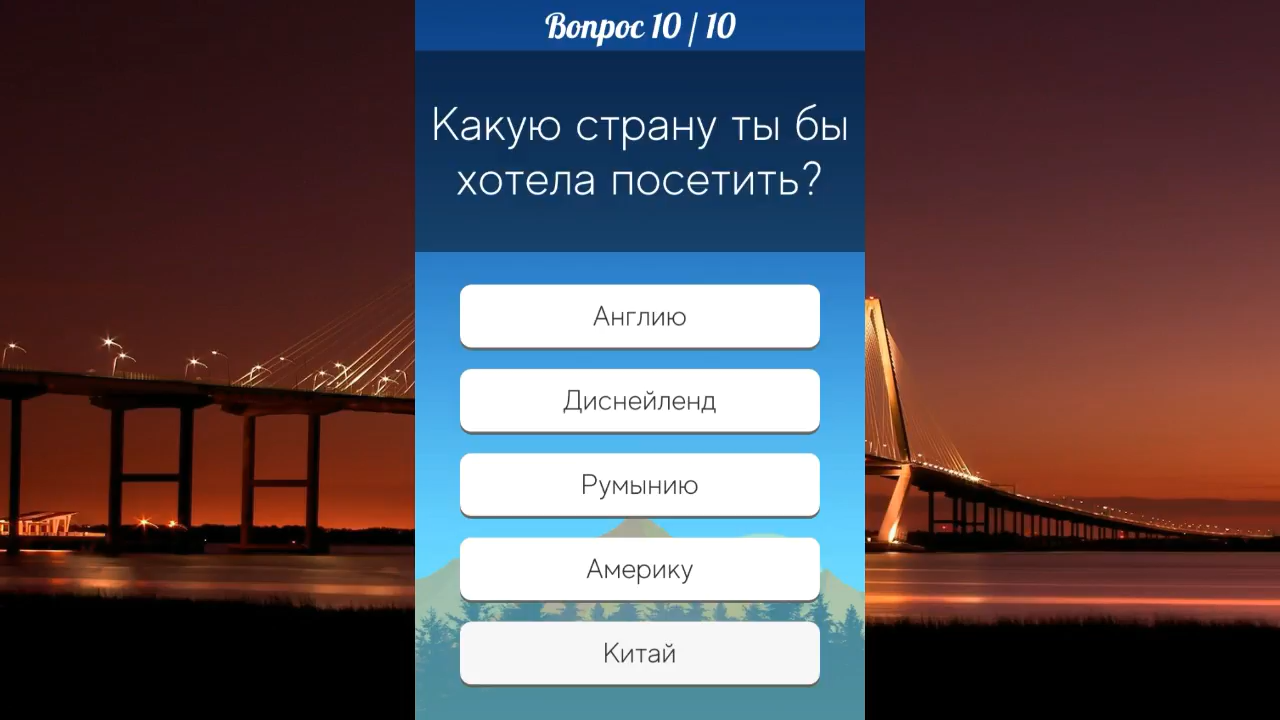 Вопрос 10 / 10
Какую страну ты бы
хотела посетить?
Англию
Диснейленд
Румынию
Америку
Китай